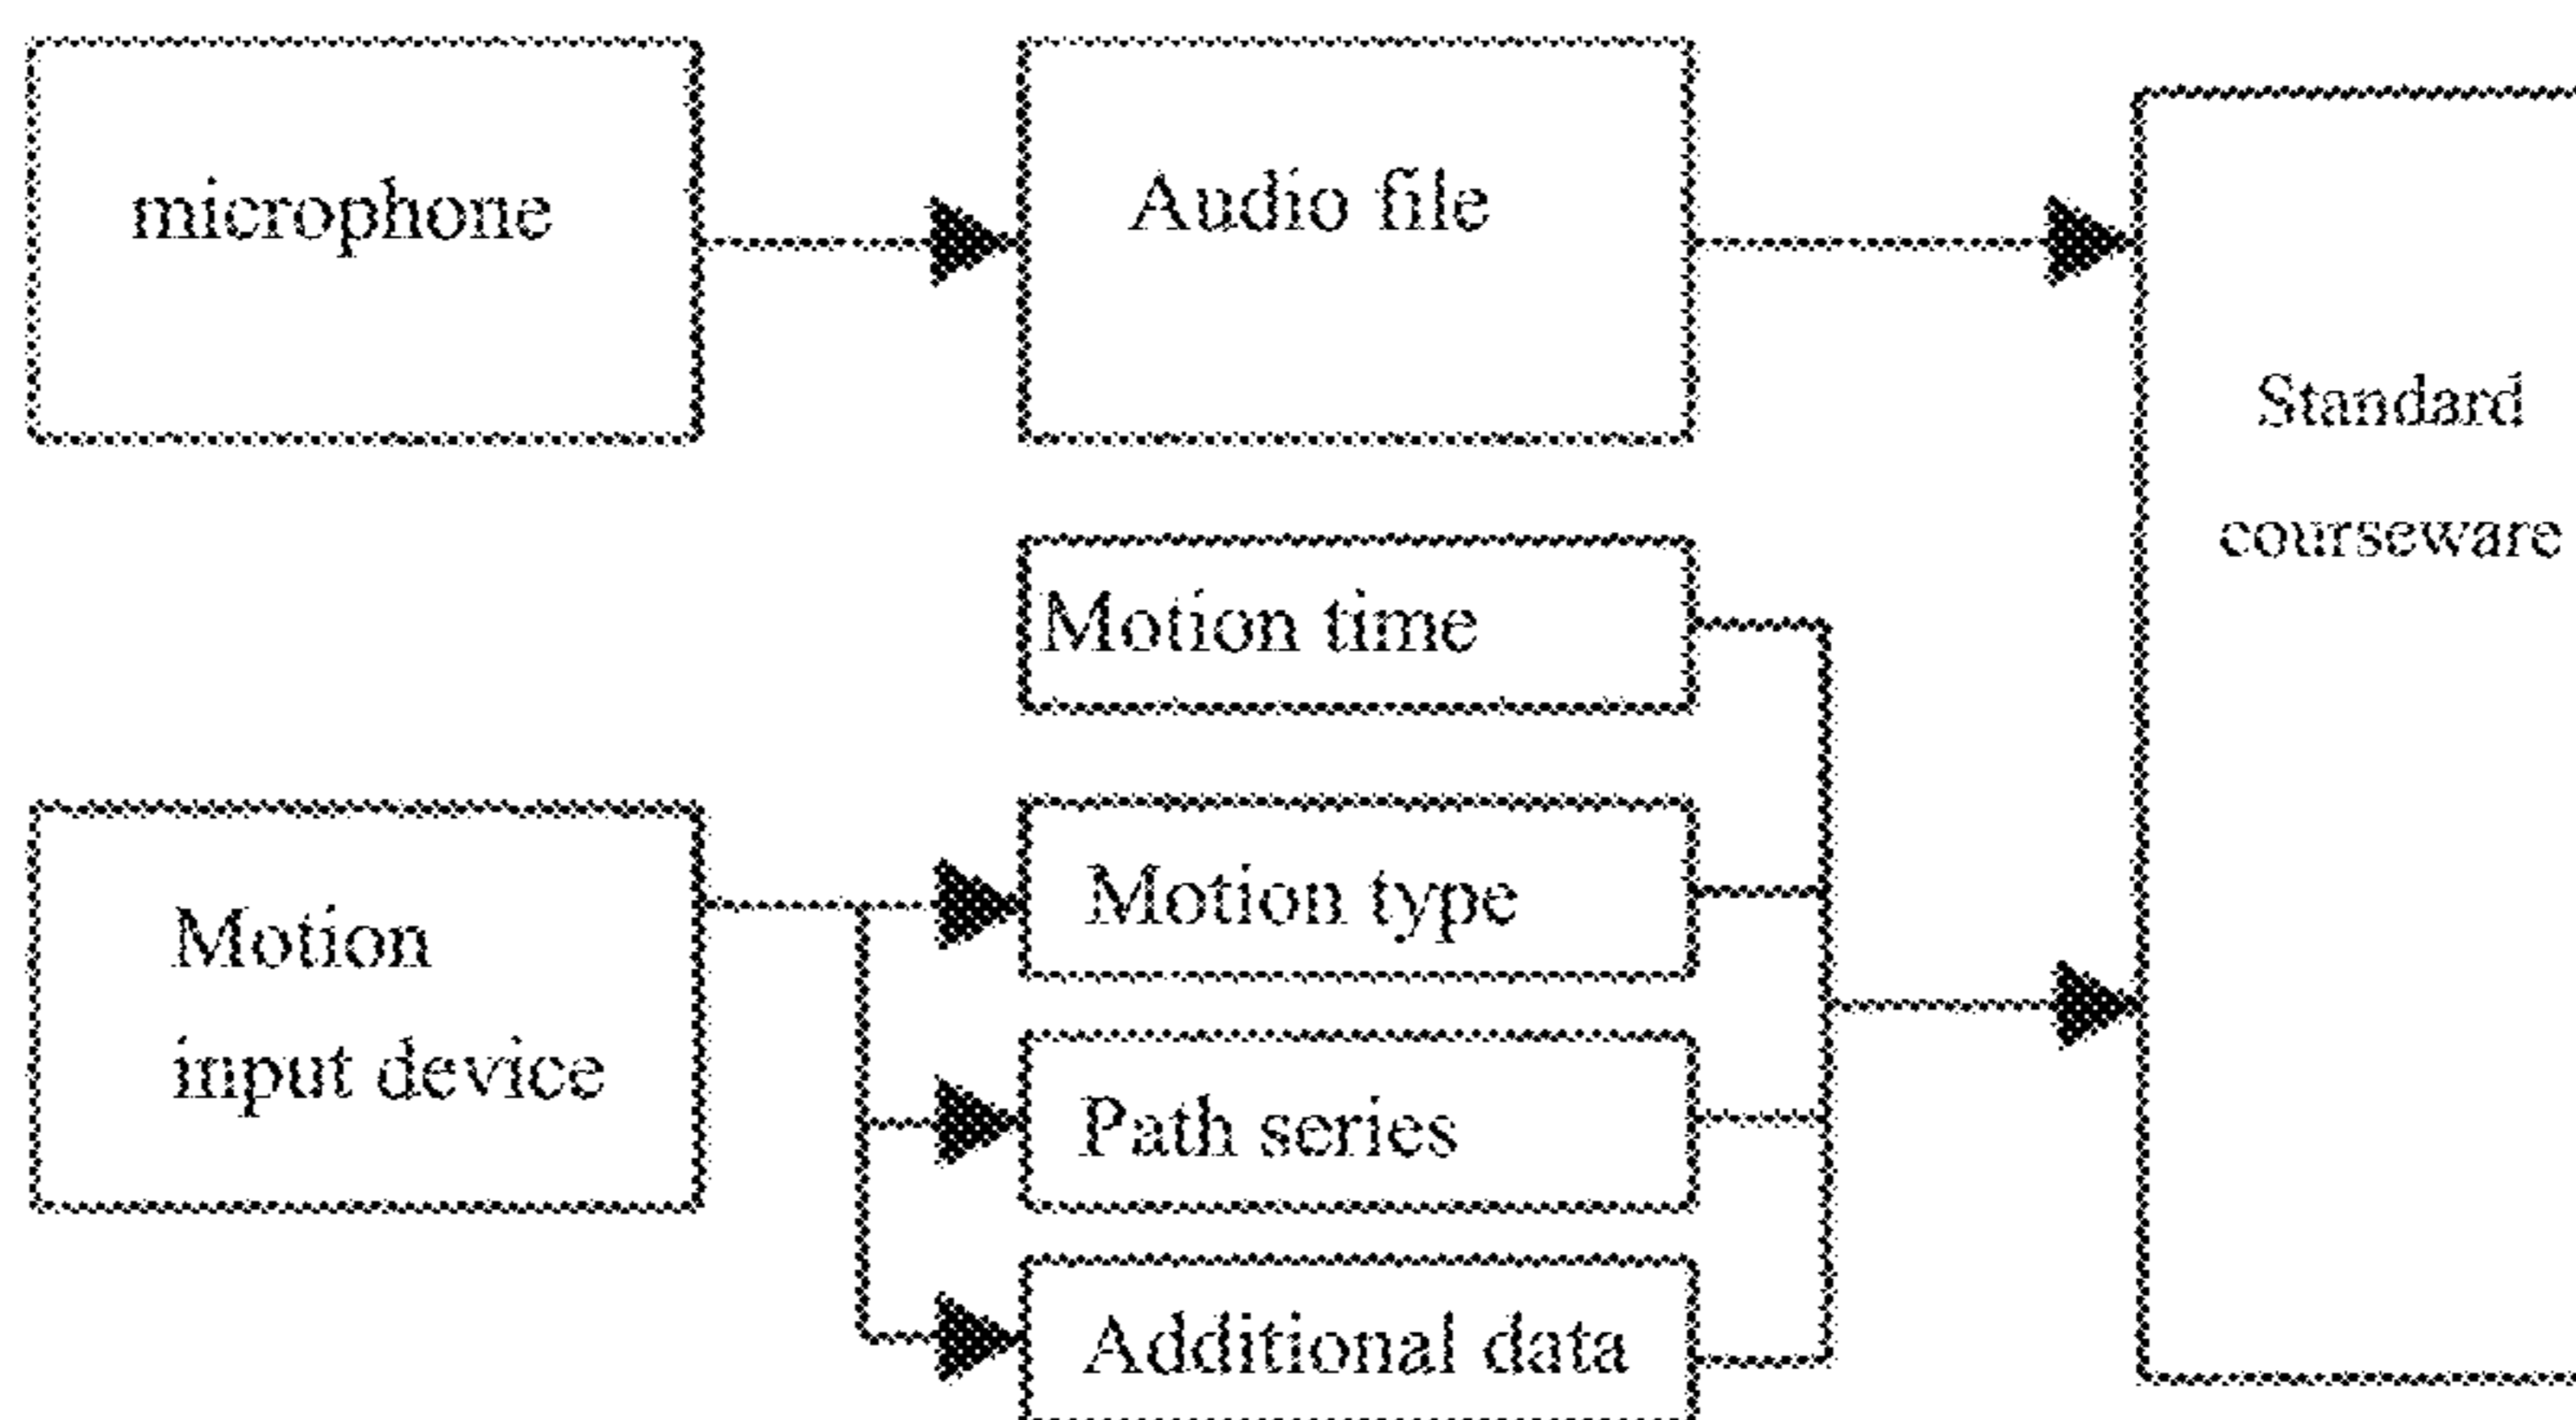 microphone
Audio file
Standard
courseware
Motion time
Motion
input device
Motion type
Path series
Additional data